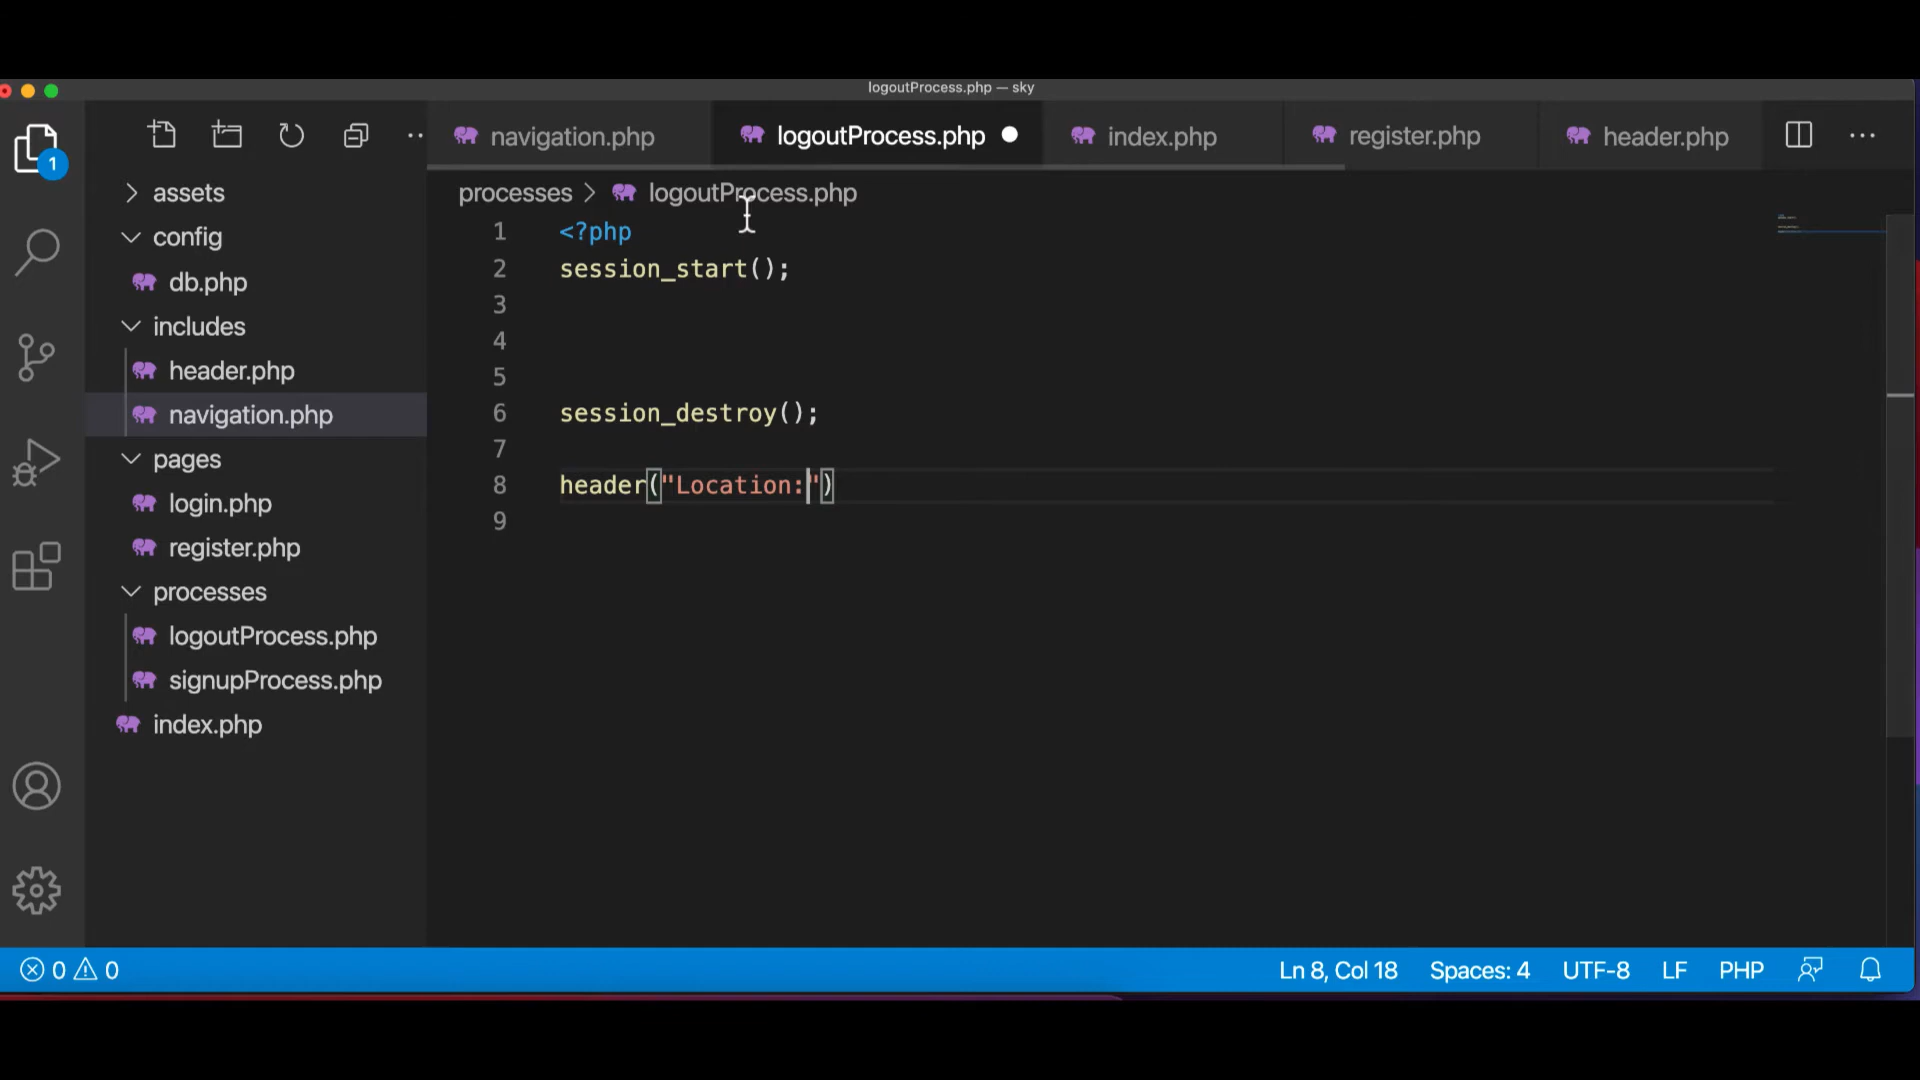 logoutProcess.php — sky
navigation.php
logoutProcess.php
index.php
register.php
header.php
1
assets
config
db.php
includes
header.php
navigation.php
pages
login.php
register.php
processes
logoutProcess.php
signupProcess.php
index.php
processes > logoutProcess.php
1 <?php
2 session_start();
3
4
5
6 session_destroy();
7
8 header("Location:")
9
0 0
Ln 8, Col 18
Spaces: 4
UTF-8
LF
PHP